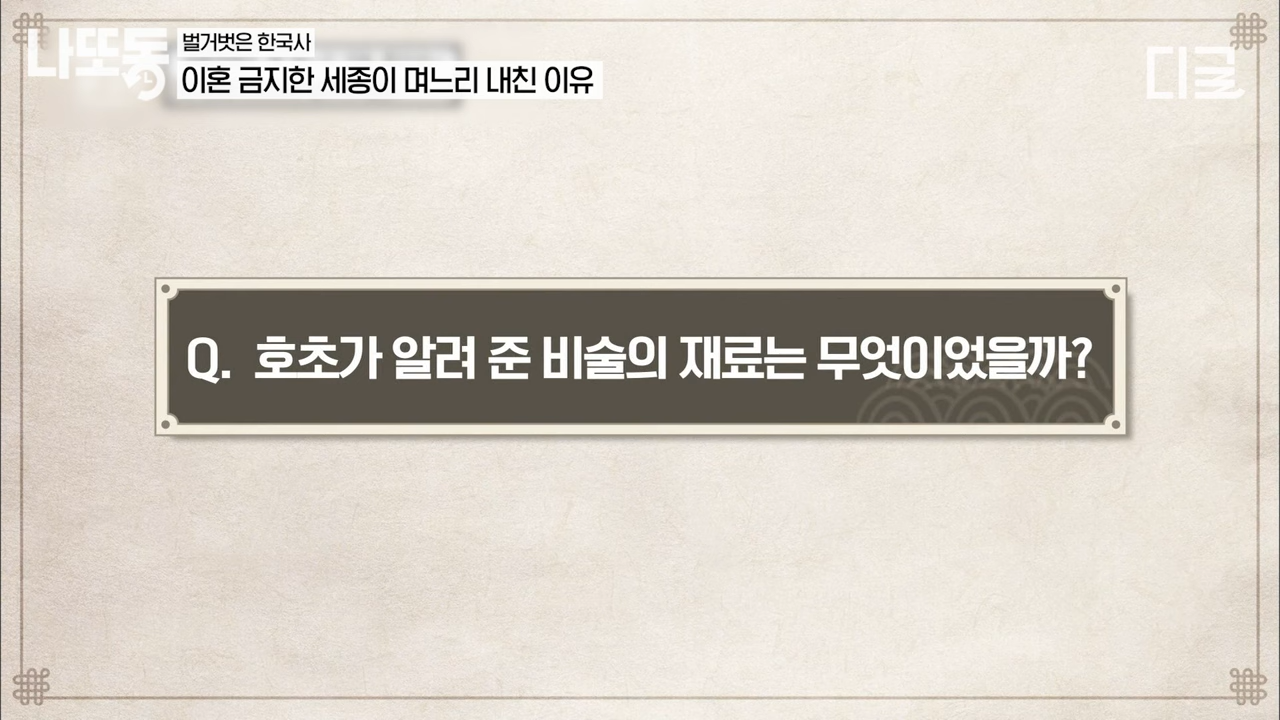 나또동
벌거벗은 한국사
이혼 금지한 세종이 며느리 내친 이유
디글
Q. 호초가 알려 준 비술의 재료는 무엇이었을까?